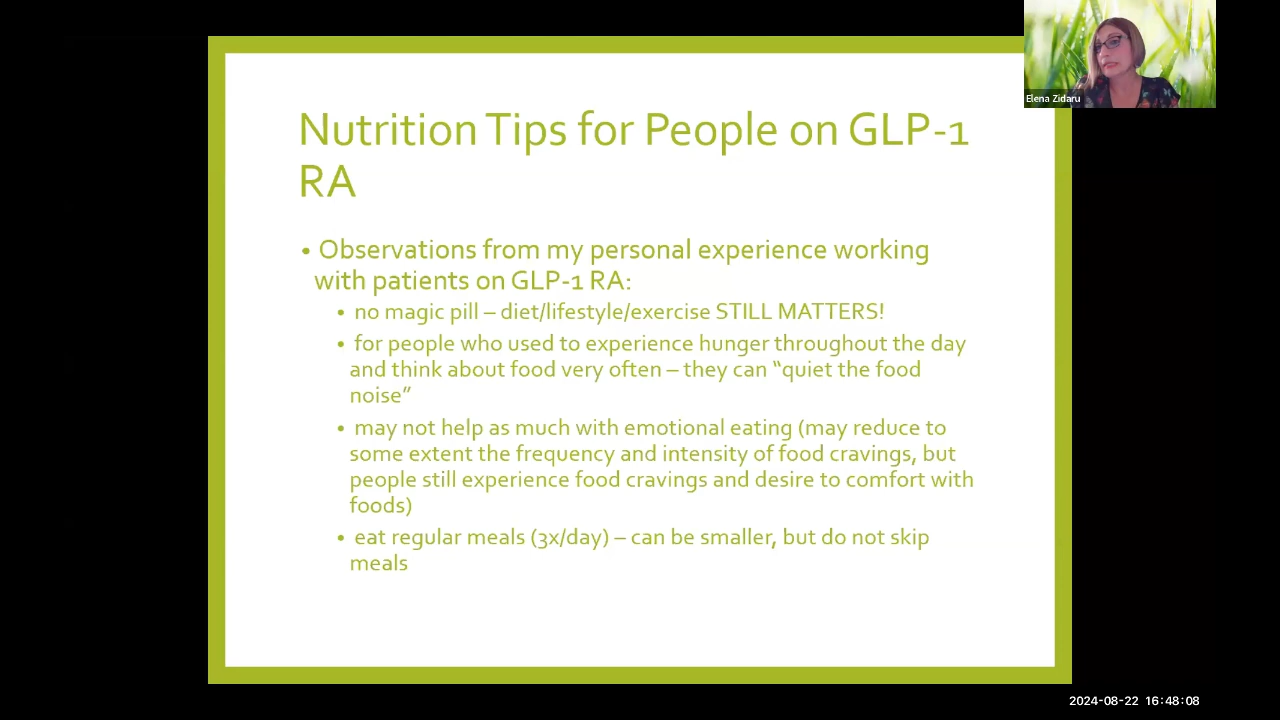 Elena Zidaru
Nutrition Tips for People on GLP-1
RA
• Observations from my personal experience working
with patients on GLP-1 RA:
• no magic pill – diet/lifestyle/exercise STILL MATTERS!
• for people who used to experience hunger throughout the day
and think about food very often – they can “quiet the food
noise”
• may not help as much with emotional eating (may reduce to
some extent the frequency and intensity of food cravings, but
people still experience food cravings and desire to comfort with
foods)
• eat regular meals (3x/day) – can be smaller, but do not skip
meals
2024-08-22 16:48:08